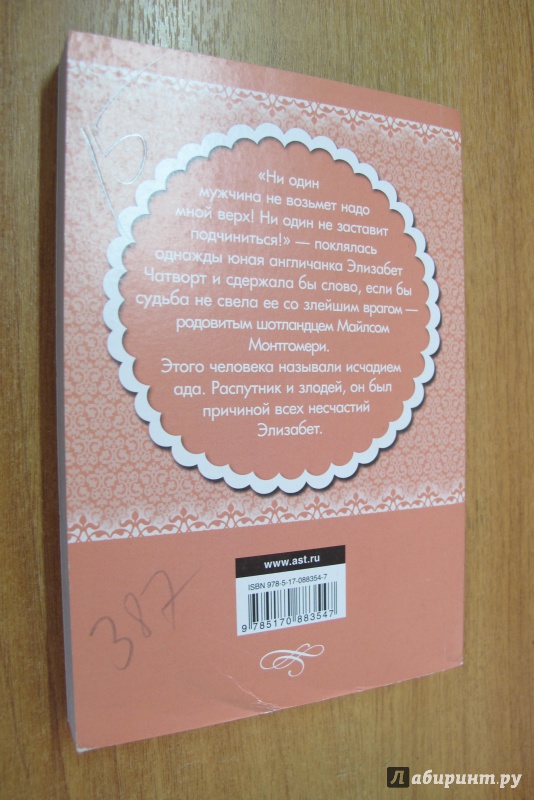 Б
«Ни один
мужчина не возьмет надо
мной верх! Ни один не заставит
подчиниться!» — поклялась
однажды юная англичанка Элизабет
Чатворт и сдержала бы слово, если бы
судьба не свела ее со злейшим врагом —
родовитым шотландцем Майлсом
Монтгомери.
Этого человека называли исчадием
ада. Распутник и злодей, он был
причиной всех несчастий
Элизабет.
www.ast.ru
ISBN 978-5-17-088354-7
9 785170 883547
387
Лабиринт.ру